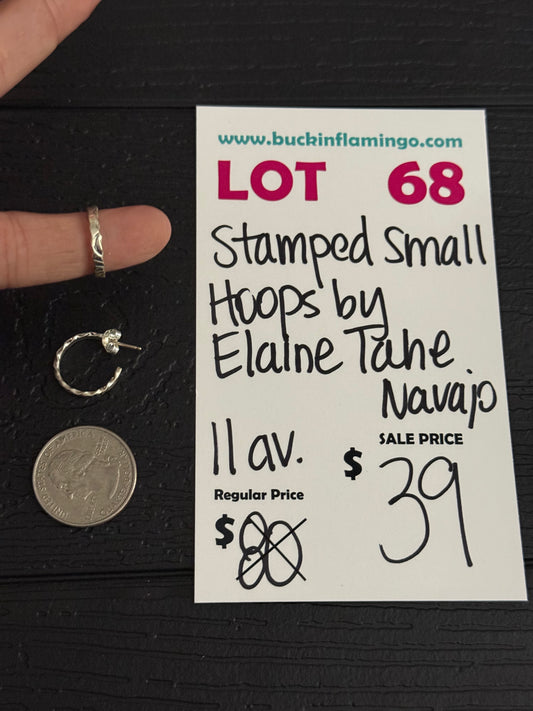 www.buckinflamingo.com
LOT 68
Stamped Small
Hoops by
Elaine Tahe
Navajo
11 av.
SALE PRICE
$ 39
Regular Price
$ 80